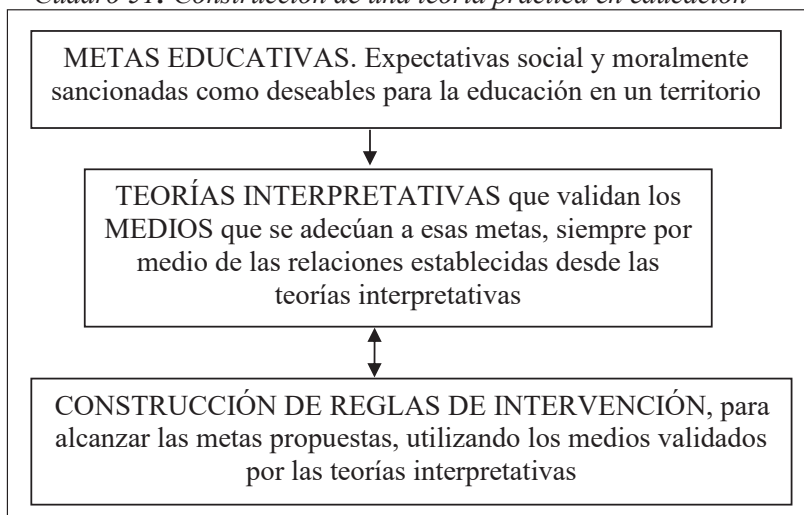 Cuadro 31. Construcción de una teoría práctica en educación
METAS EDUCATIVAS. Expectativas social y moralmente
sancionadas como deseables para la educación en un territorio
TEORÍAS INTERPRETATIVAS que validan los
MEDIOS que se adecúan a esas metas, siempre por
medio de las relaciones establecidas desde las
teorías interpretativas
CONSTRUCCIÓN DE REGLAS DE INTERVENCIÓN, para
alcanzar las metas propuestas, utilizando los medios validados
por las teorías interpretativas